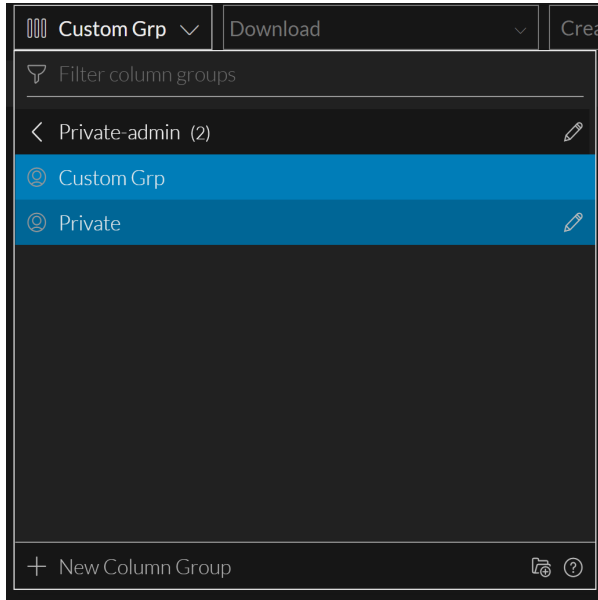 Custom Grp Download Crea
Filter column groups
Private-admin (2)
Custom Grp
Private
New Column Group